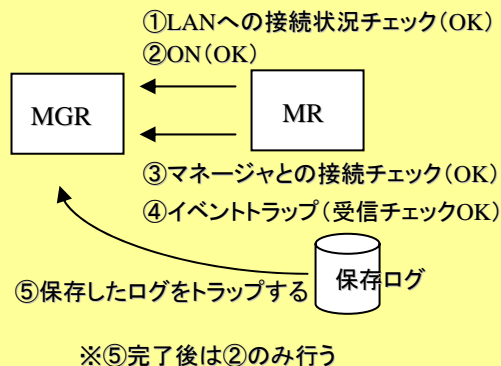 ①LANへの接続状況チェック(OK)
②ON(OK)
MGR
MR
③マネージャとの接続チェック(OK)
④イベントトラップ(受信チェックOK)
⑤保存したログをトラップする
保存ログ
※⑤完了後は②のみ行う